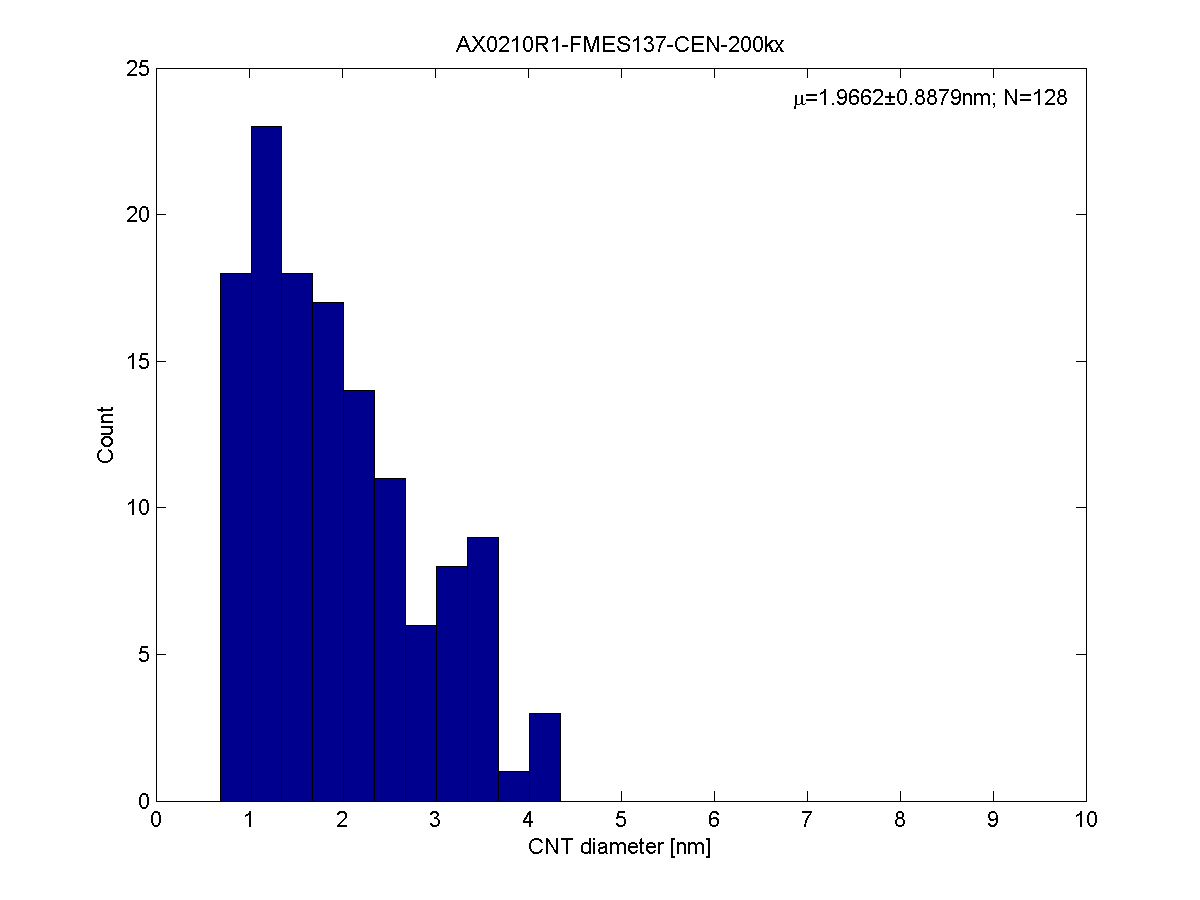 AX0210R1-FMES137-CEN-200kx
μ=1.9662±0.8879nm; N=128
25
20
15
10
5
0
Count
0 1 2 3 4 5 6 7 8 9 10
CNT diameter [nm]